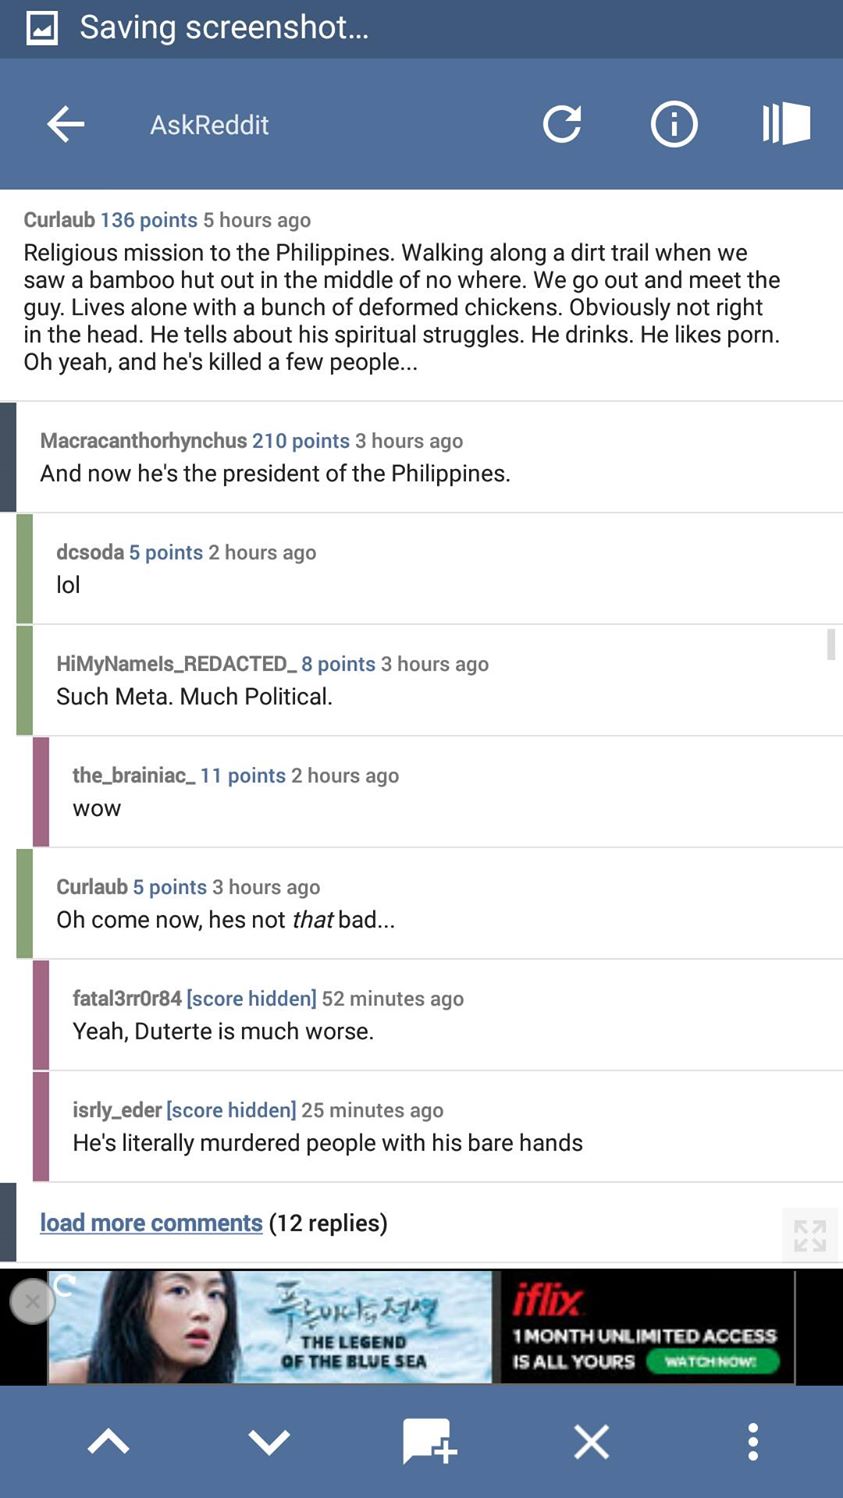 Saving screenshot...
AskReddit
Curlaub 136 points 5 hours ago
Religious mission to the Philippines. Walking along a dirt trail when we
saw a bamboo hut out in the middle of no where. We go out and meet the
guy. Lives alone with a bunch of deformed chickens. Obviously not right
in the head. He tells about his spiritual struggles. He drinks. He likes porn.
Oh yeah, and he's killed a few people...
Macracanthorhynchus 210 points 3 hours ago
And now he's the president of the Philippines.
dcsoda 5 points 2 hours ago
lol
HiMyNameIs_REDACTED_ 8 points 3 hours ago
Such Meta. Much Political.
the_brainiac_ 11 points 2 hours ago
wow
Curlaub 5 points 3 hours ago
Oh come now, hes not that bad...
fatal3rr0r84 [score hidden] 52 minutes ago
Yeah, Duterte is much worse.
isrly_eder [score hidden] 25 minutes ago
He's literally murdered people with his bare hands
load more comments (12 replies)
푸른 바다의 전설
THE LEGEND
OF THE BLUE SEA
iflix
1 MONTH UNLIMITED ACCESS
IS ALL YOURS WATCH NOW!